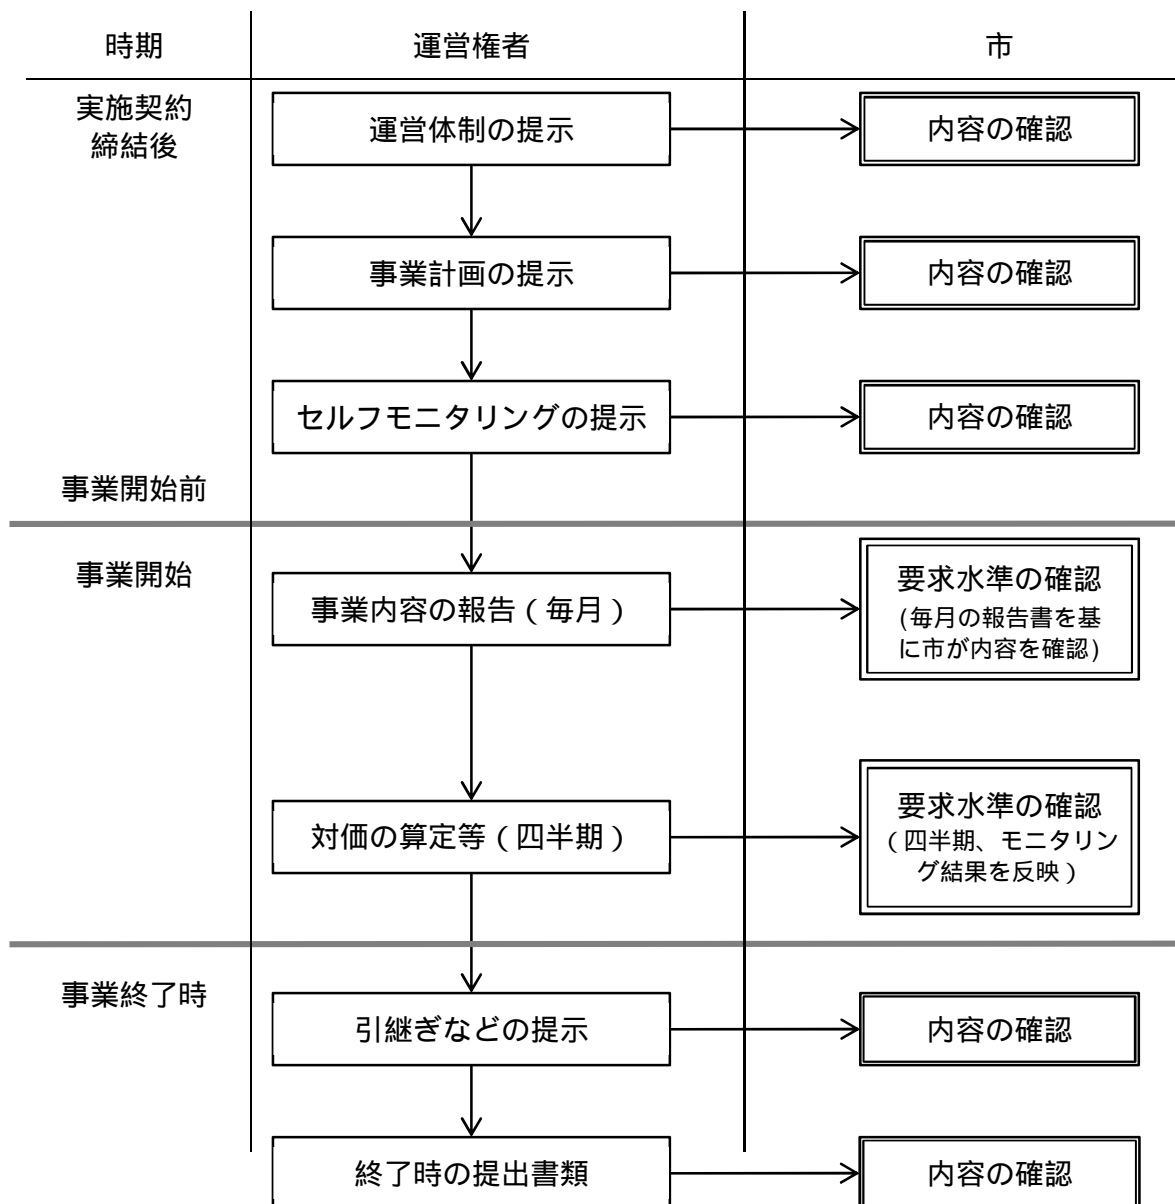 時期
運営権者
市
実施契約
締結後
運営体制の提示
内容の確認
事業計画の提示
内容の確認
セルフモニタリングの提示
内容の確認
事業開始前
事業開始
事業内容の報告(毎月)
要求水準の確認
(毎月の報告書を基
に市が内容を確認)
対価の算定等(四半期)
要求水準の確認
(四半期、モニタリン
グ結果を反映)
事業終了時
引継ぎなどの提示
内容の確認
終了時の提出書類
内容の確認